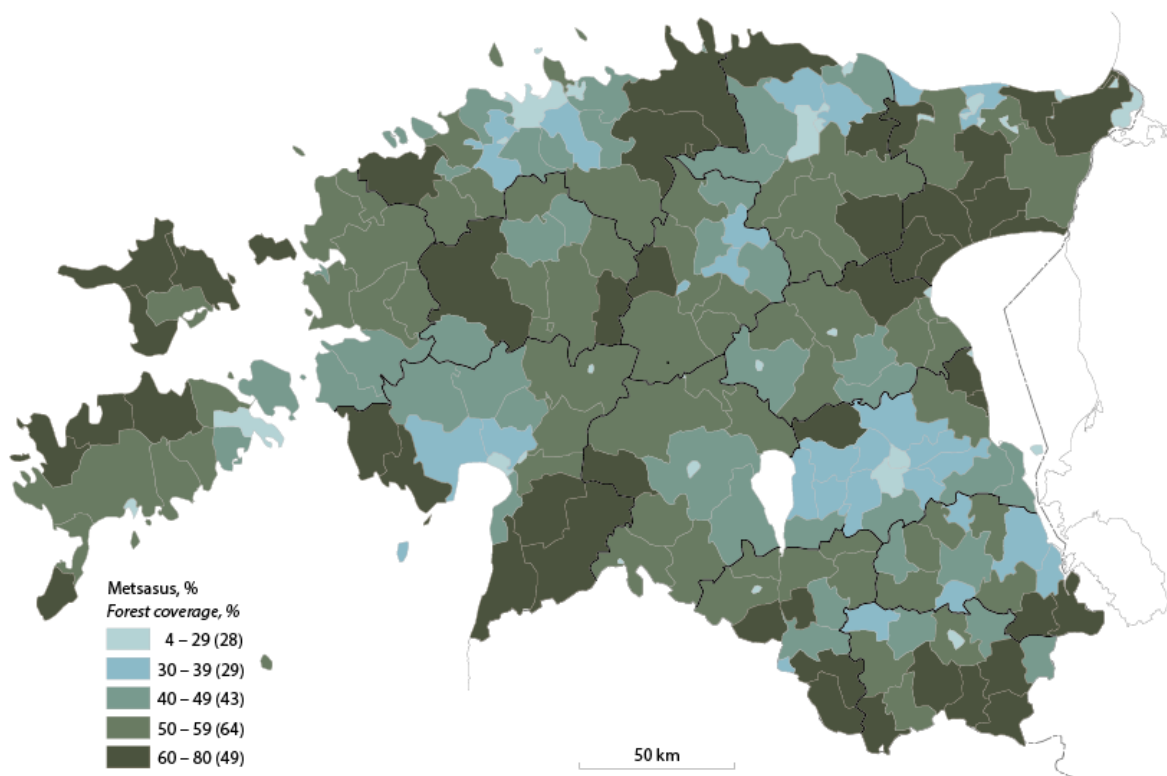 Metsasus, %
Forest coverage, %
4 – 29 (28)
30 – 39 (29)
40 – 49 (43)
50 – 59 (64)
60 – 80 (49)
50 km